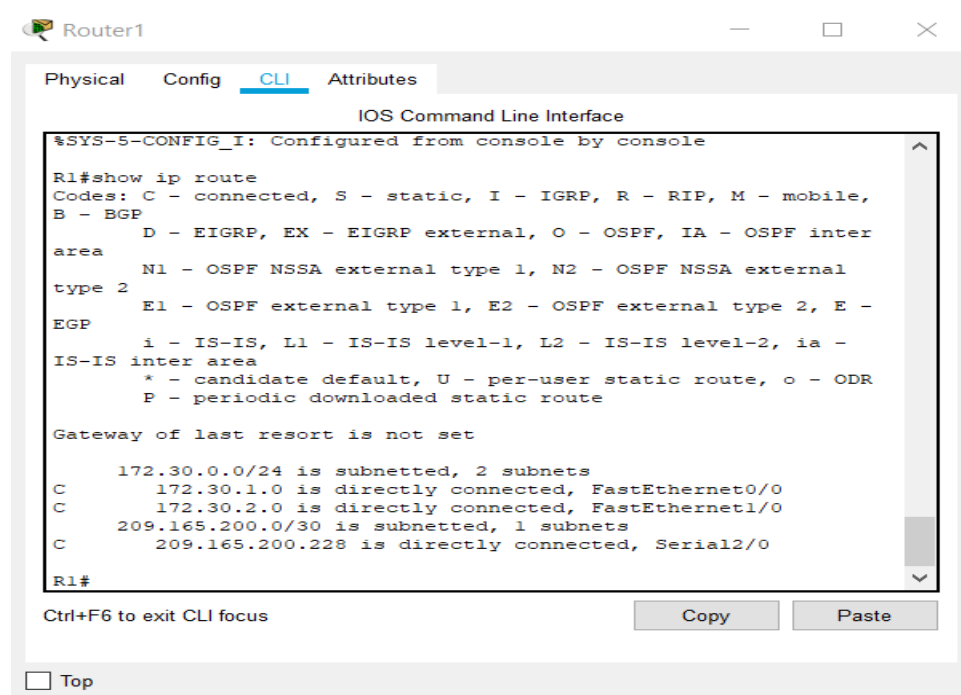 Router1
Physical Config CLI Attributes
IOS Command Line Interface
%SYS-5-CONFIG_I: Configured from console by console
R1#show ip route
Codes: C - connected, S - static, I - IGRP, R - RIP, M - mobile,
B - BGP
D - EIGRP, EX - EIGRP external, O - OSPF, IA - OSPF inter
area
N1 - OSPF NSSA external type 1, N2 - OSPF NSSA external
type 2
E1 - OSPF external type 1, E2 - OSPF external type 2, E -
EGP
i - IS-IS, L1 - IS-IS level-1, L2 - IS-IS level-2, ia -
IS-IS inter area
* - candidate default, U - per-user static route, o - ODR
P - periodic downloaded static route
Gateway of last resort is not set
172.30.0.0/24 is subnetted, 2 subnets
C 172.30.1.0 is directly connected, FastEthernet0/0
C 172.30.2.0 is directly connected, FastEthernet1/0
209.165.200.0/30 is subnetted, 1 subnets
C 209.165.200.228 is directly connected, Serial2/0
R1#
Ctrl+F6 to exit CLI focus Copy Paste
Top